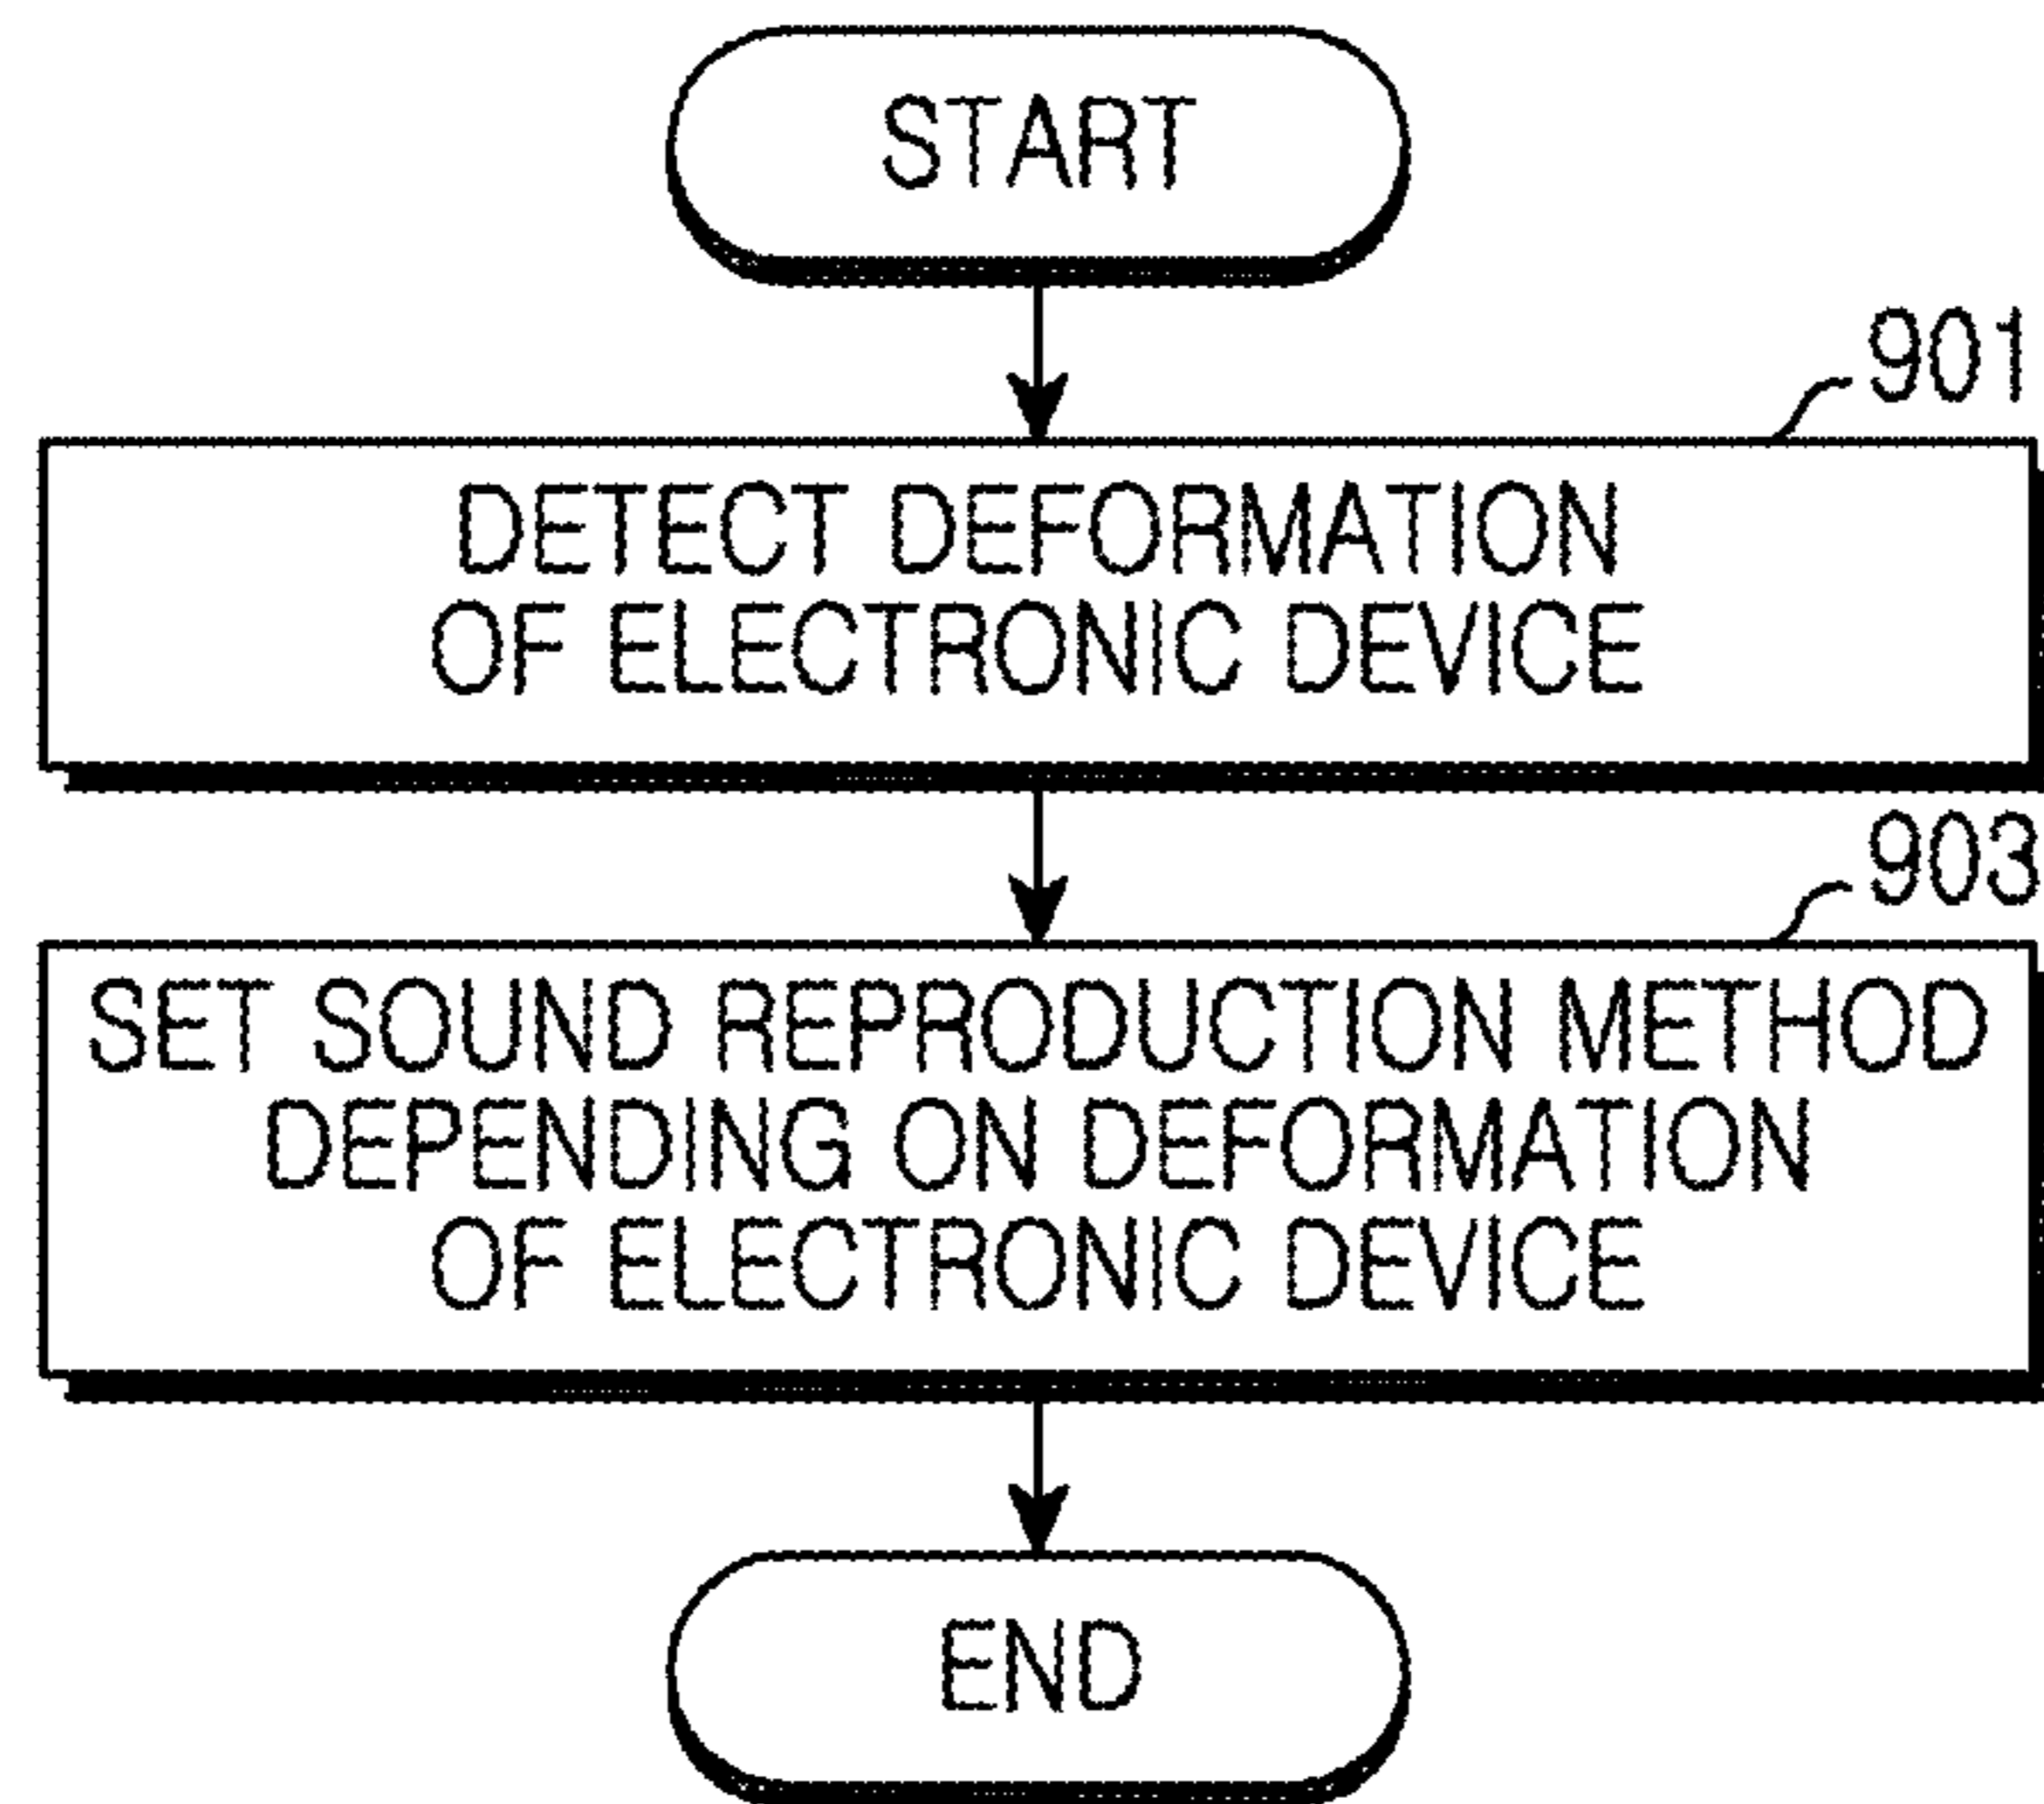 START
901
DETECT DEFORMATION
OF ELECTRONIC DEVICE
903
SET SOUND REPRODUCTION METHOD
DEPENDING ON DEFORMATION
OF ELECTRONIC DEVICE
END